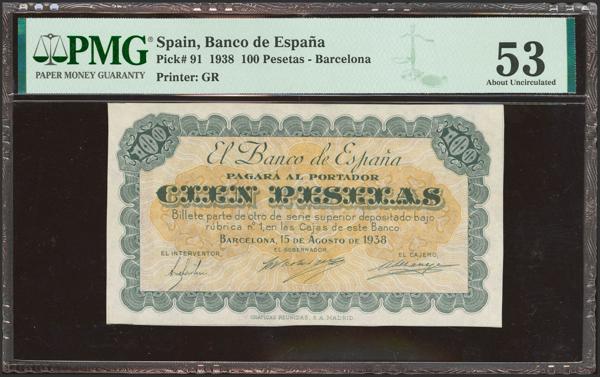 PMG
PAPER MONEY GUARANTY
Spain, Banco de España
Pick# 91 1938 100 Pesetas - Barcelona
Printer: GR
53
About Uncirculated
100
100
El Banco de España
PAGARÁ AL PORTADOR
CIEN PESETAS
Billete parte de otro de serie superior depositado bajo
rúbrica nº 1, en las Cajas de este Banco
BARCELONA, 15 DE AGOSTO DE 1938
EL INTERVENTOR,
EL GOBERNADOR
EL CAJERO,
GRÁFICAS REUNIDAS, S. A. MADRID